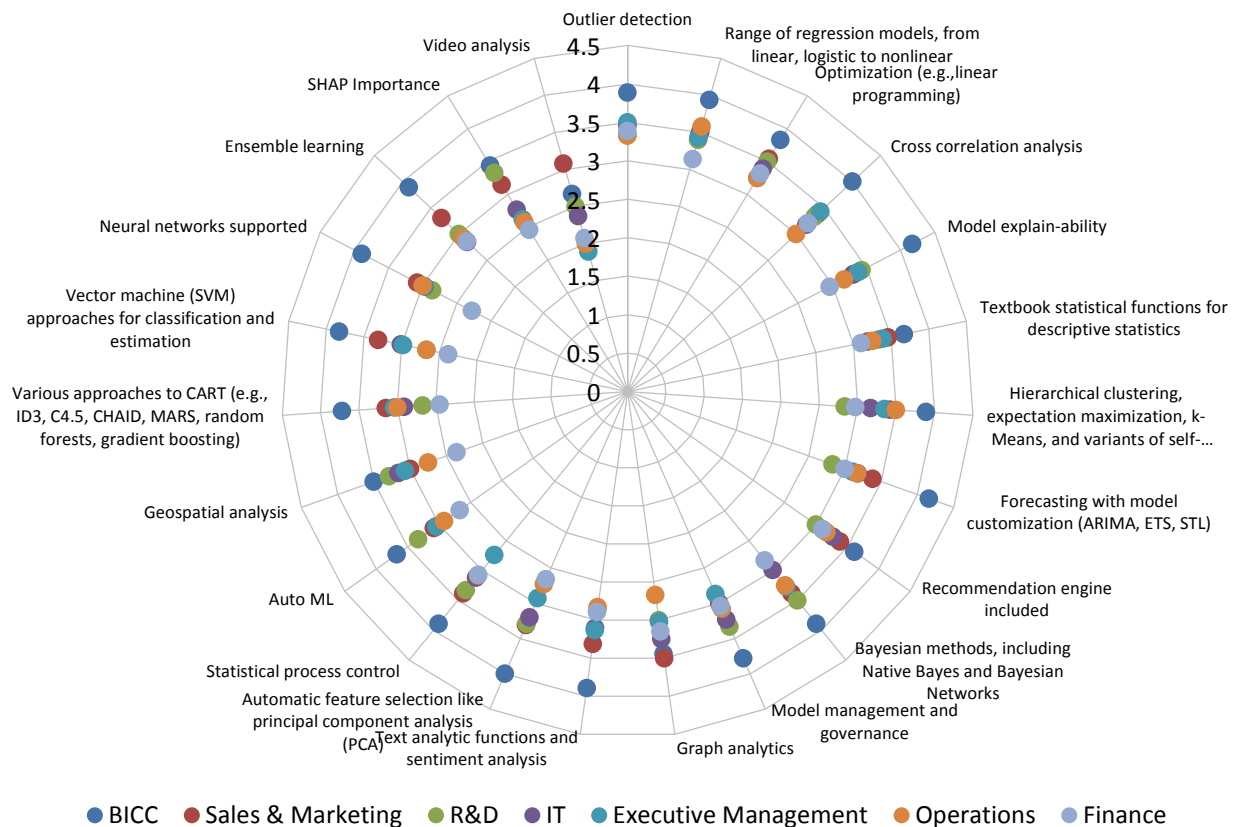 Outlier detection
Range of regression models, from
linear, logistic to nonlinear
Optimization (e.g.,linear
programming)
Cross correlation analysis
Model explain-ability
Textbook statistical functions for
descriptive statistics
Hierarchical clustering,
expectation maximization, k-
Means, and variants of self-...
Forecasting with model
customization (ARIMA, ETS, STL)
Recommendation engine
included
Bayesian methods, including
Native Bayes and Bayesian
Networks
Model management and
governance
Graph analytics
Text analytic functions and
sentiment analysis
Automatic feature selection like
principal component analysis
(PCA)
Statistical process control
Auto ML
Geospatial analysis
Various approaches to CART (e.g.,
ID3, C4.5, CHAID, MARS, random
forests, gradient boosting)
Vector machine (SVM)
approaches for classification and
estimation
Neural networks supported
Ensemble learning
SHAP Importance
Video analysis
4.5
4
3.5
3
2.5
2
1.5
1
0.5
0
BICC Sales & Marketing R&D IT Executive Management Operations Finance